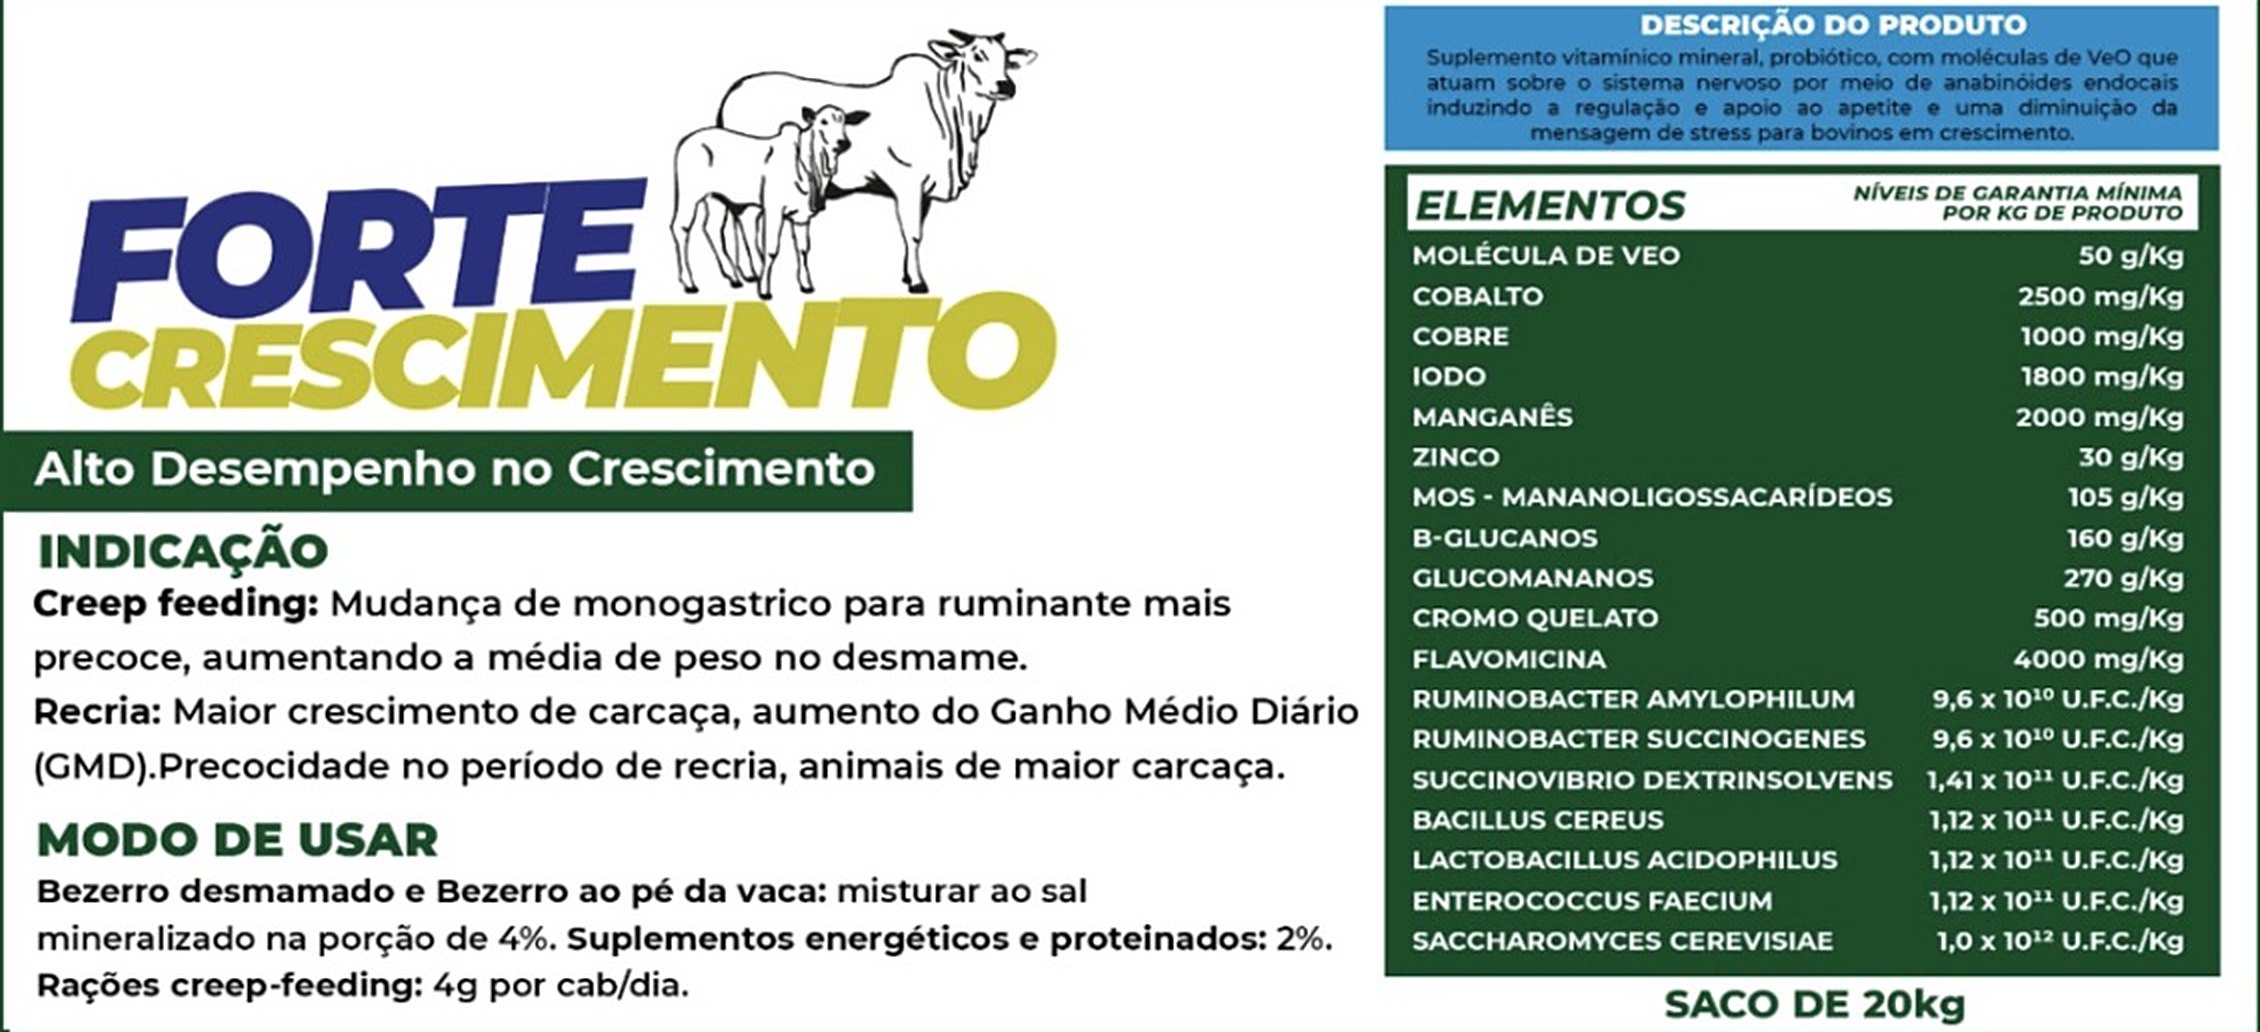 FORTE
CRESCIMENTO
Alto Desempenho no Crescimento
INDICAÇÃO
Creep feeding: Mudança de monogastrico para ruminante mais
precoce, aumentando a média de peso no desmame.
Recria: Maior crescimento de carcaça, aumento do Ganho Médio Diário
(GMD).Precocidade no período de recria, animais de maior carcaça.
MODO DE USAR
Bezerro desmamado e Bezerro ao pé da vaca: misturar ao sal
mineralizado na porção de 4%. Suplementos energéticos e proteinados: 2%.
Rações creep-feeding: 4g por cab/dia.
DESCRIÇÃO DO PRODUTO
Suplemento vitamínico mineral, probiótico, com moléculas de VeO que
atuam sobre o sistema nervoso por meio de anabinóides endocais
induzindo a regulação e apoio ao apetite e uma diminuição da
mensagem de stress para bovinos em crescimento.
ELEMENTOS NÍVEIS DE GARANTIA MÍNIMA
POR KG DE PRODUTO
MOLÉCULA DE VEO 50 g/Kg
COBALTO 2500 mg/Kg
COBRE 1000 mg/Kg
IODO 1800 mg/Kg
MANGANÊS 2000 mg/Kg
ZINCO 30 g/Kg
MOS - MANANOLIGOSSACARÍDEOS 105 g/Kg
B-GLUCANOS 160 g/Kg
GLUCOMANANOS 270 g/Kg
CROMO QUELATO 500 mg/Kg
FLAVOMICINA 4000 mg/Kg
RUMINOBACTER AMYLOPHILUM 9,6 x 10¹⁰ U.F.C./Kg
RUMINOBACTER SUCCINOGENES 9,6 x 10¹⁰ U.F.C./Kg
SUCCINOVIBRIO DEXTRINSOLVENS 1,41 x 10¹¹ U.F.C./Kg
BACILLUS CEREUS 1,12 x 10¹¹ U.F.C./Kg
LACTOBACILLUS ACIDOPHILUS 1,12 x 10¹¹ U.F.C./Kg
ENTEROCOCCUS FAECIUM 1,12 x 10¹¹ U.F.C./Kg
SACCHAROMYCES CEREVISIAE 1,0 x 10¹² U.F.C./Kg
SACO DE 20kg